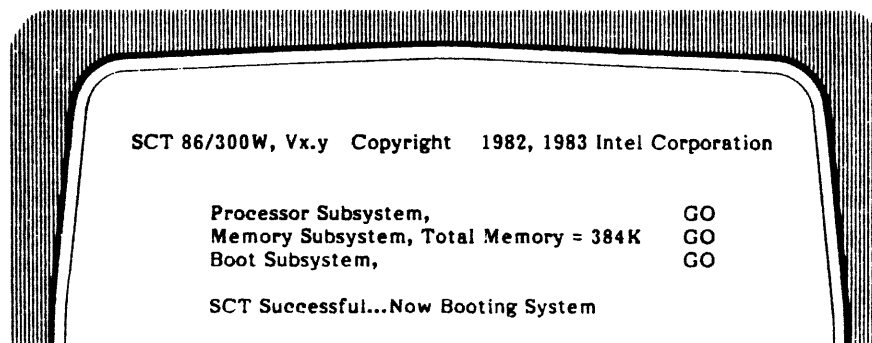 SCT 86/300W, Vx.y Copyright 1982, 1983 Intel Corporation
Processor Subsystem, GO
Memory Subsystem, Total Memory = 384K GO
Boot Subsystem, GO
SCT Successful...Now Booting System